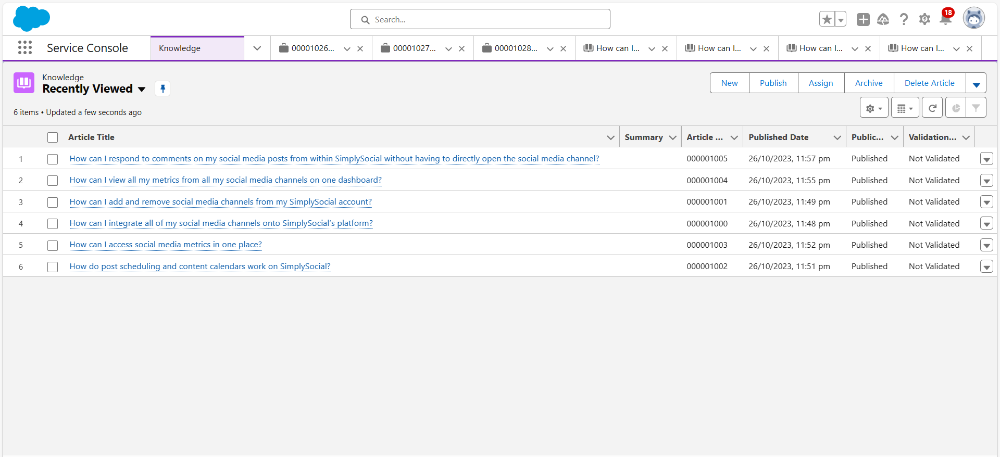 Search...
18
Service Console
Knowledge
00001026...
00001027...
00001028...
How can I...
How can I...
How can I...
How can I...
Knowledge
Recently Viewed
New
Publish
Assign
Archive
Delete Article
6 items • Updated a few seconds ago
Article Title
Summary
Article ...
Published Date
Public...
Validation...
1 How can I respond to comments on my social media posts from within SimplySocial without having to directly open the social media channel? 000001005 26/10/2023, 11:57 pm Published Not Validated
2 How can I view all my metrics from all my social media channels on one dashboard? 000001004 26/10/2023, 11:55 pm Published Not Validated
3 How can I add and remove social media channels from my SimplySocial account? 000001001 26/10/2023, 11:49 pm Published Not Validated
4 How can I integrate all of my social media channels onto SimplySocial's platform? 000001000 26/10/2023, 11:48 pm Published Not Validated
5 How can I access social media metrics in one place? 000001003 26/10/2023, 11:52 pm Published Not Validated
6 How do post scheduling and content calendars work on SimplySocial? 000001002 26/10/2023, 11:51 pm Published Not Validated